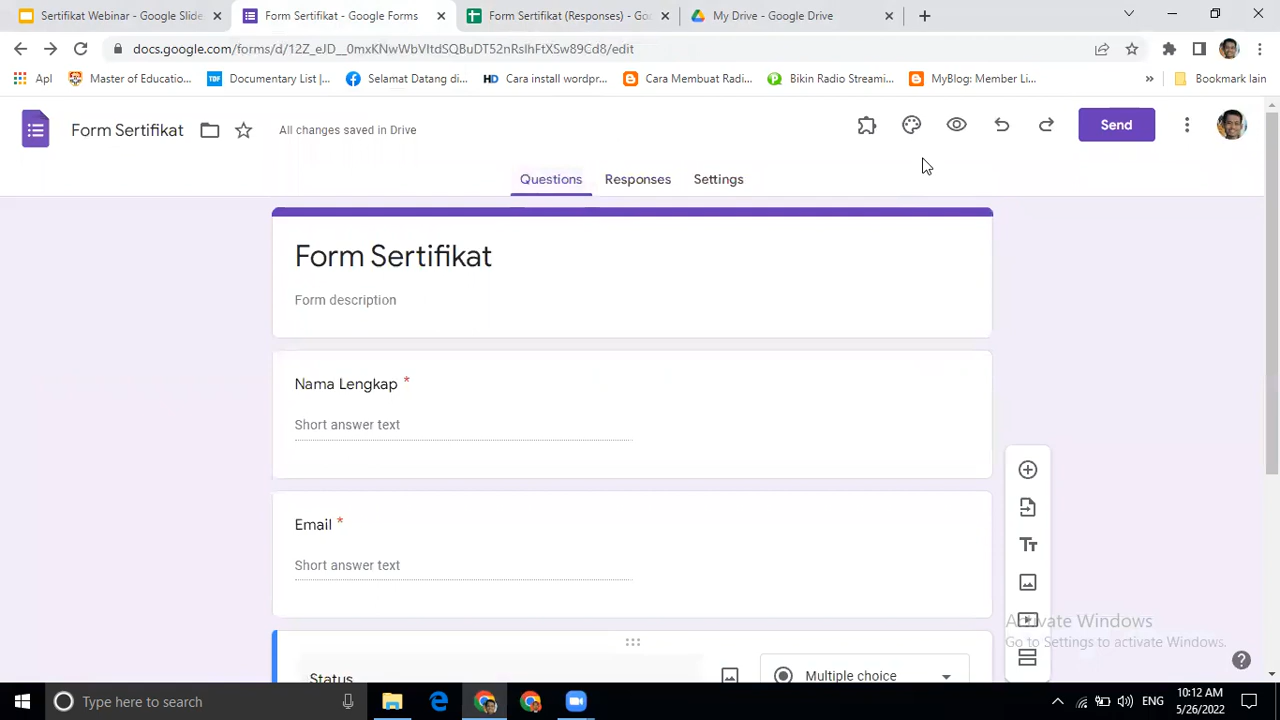 Sertifikat Webinar - Google Slide
Form Sertifikat - Google Forms
Form Sertifikat (Responses) - Go
My Drive - Google Drive
docs.google.com/forms/d/12Z_eJD__0mxKNwWbVltdSQBuDT52nRslhFtXSw89Cd8/edit
Apl
Master of Educatio...
TDF
Documentary List |...
Selamat Datang di...
HD
Cara install wordpr...
Cara Membuat Radi...
Bikin Radio Streami...
MyBlog: Member Li...
»
Bookmark lain
Form Sertifikat
All changes saved in Drive
Send
Questions
Responses
Settings
Form Sertifikat
Form description
Nama Lengkap *
Short answer text
Email *
Short answer text
Status
Multiple choice
Activate Windows
Go to Settings to activate Windows.
Type here to search
ENG
10:12 AM
5/26/2022